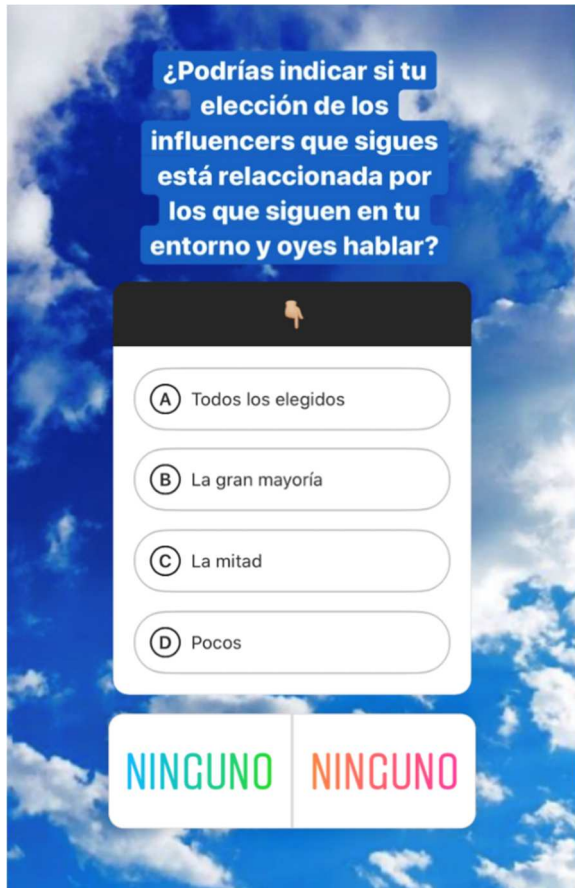 ¿Podrías indicar si tu
elección de los
influencers que sigues
está relaccionada por
los que siguen en tu
entorno y oyes hablar?
A Todos los elegidos
B La gran mayoría
C La mitad
D Pocos
NINGUNO NINGUNO